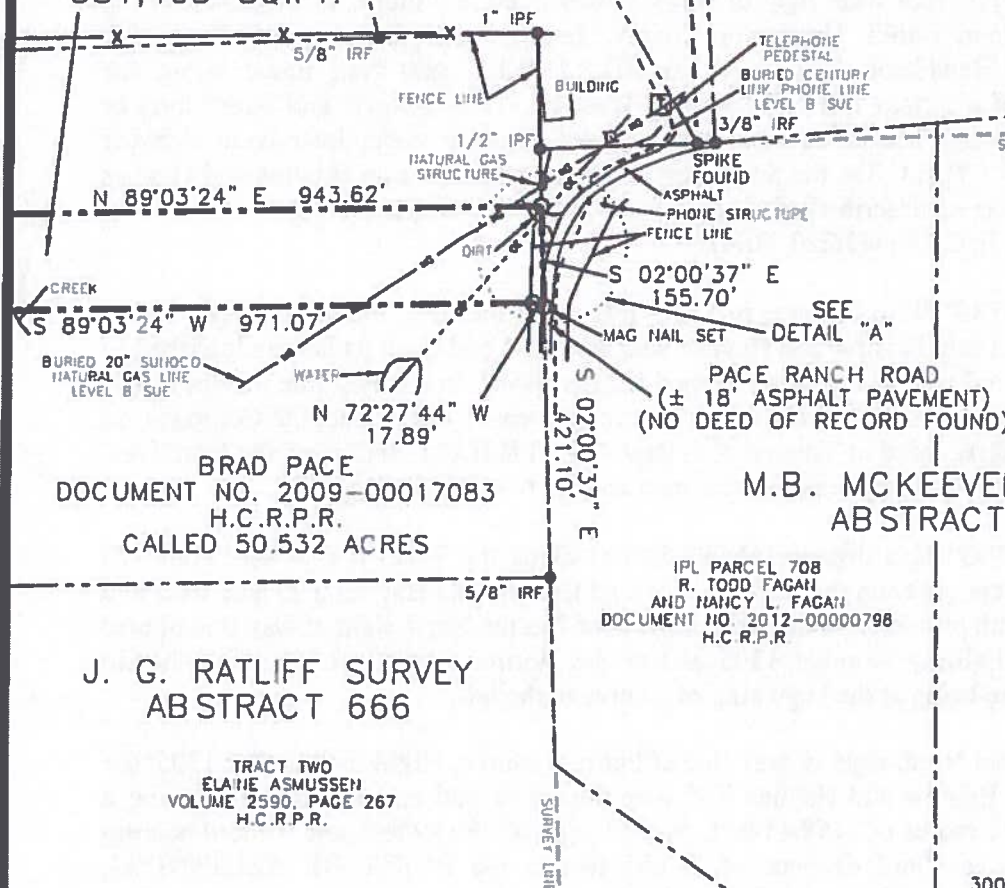 1" IPF
5/8" IRF
FENCE LINE
BUILDING
TELEPHONE
PEDESTAL
BURIED CENTURY
LINK PHONE LINE
LEVEL B SUE
3/8" IRF
1/2" IPF
NATURAL GAS
STRUCTURE
SPIKE
FOUND
ASPHALT
N 89°03'24" E 943.62'
PHONE STRUCTURE
FENCE LINE
DIRT
S 02°00'37" E
155.70'
CREEK
S 89°03'24" W 971.07'
MAG NAIL SET
SEE
DETAIL "A"
BURIED 20" SUNOCO
NATURAL GAS LINE
LEVEL B SUE
WATER
N 72°27'44" W
17.89'
S 02°00'37" E
421.10'
PACE RANCH ROAD
(± 18' ASPHALT PAVEMENT)
(NO DEED OF RECORD FOUND)
BRAD PACE
DOCUMENT NO. 2009-00017083
H.C.R.P.R.
CALLED 50.532 ACRES
M.B. MCKEEVE
ABSTRACT
5/8" IRF
IPL PARCEL 708
R. TODD FAGAN
AND NANCY L. FAGAN
DOCUMENT NO. 2012-00000798
H.C.R.P.R.
J. G. RATLIFF SURVEY
ABSTRACT 666
TRACT TWO
ELAINE ASMUSSEN
VOLUME 2590, PAGE 267
H.C.R.P.R.
SURVEY LINE
300